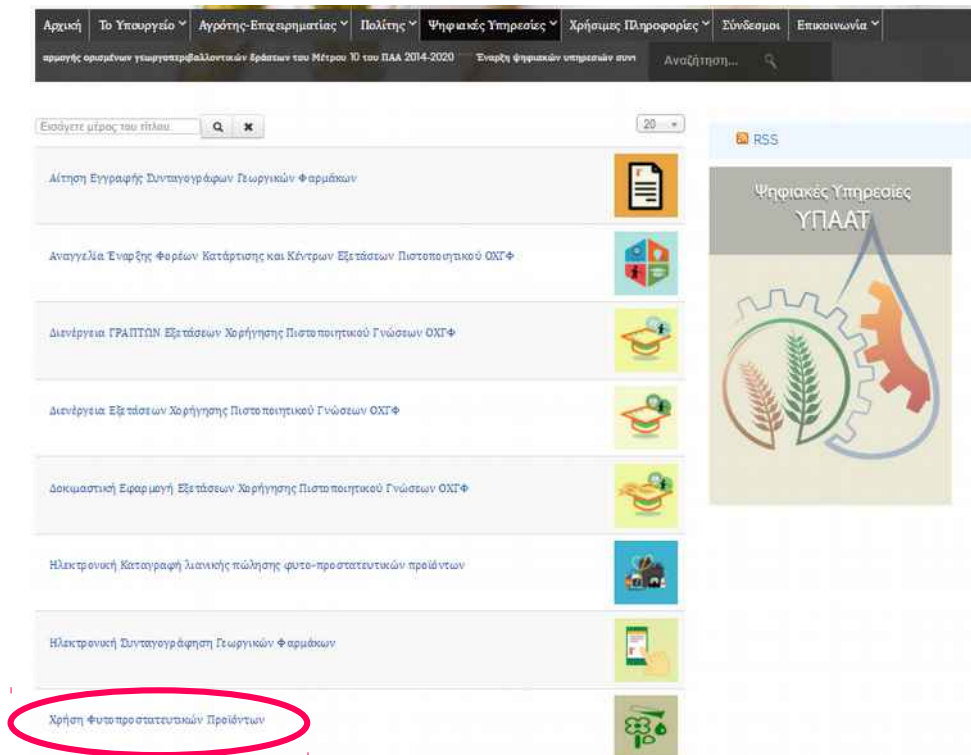 Αρχική Το Υπουργείο Αγρότης-Επιχειρηματίας Πολίτης Ψηφιακές Υπηρεσίες Χρήσιμες Πληροφορίες Σύνδεσμοι Επικοινωνία
αρμογής ορισμένων γεωργοπεριβαλλοντικών δράσεων του Μέτρου 10 του ΠΑΑ 2014-2020 Έναρξη ψηφιακών υπηρεσιών συντ Αναζήτηση...
Εισάγετε μέρος του τίτλου 20
RSS
Αίτηση Εγγραφής Συνταγογράφων Γεωργικών Φαρμάκων
Ψηφιακές Υπηρεσίες
ΥΠΑΑΤ
Αναγγελία Έναρξης Φορέων Κατάρτισης και Κέντρων Εξετάσεων Πιστοποιητικού ΟΧΓΦ
Διενέργεια ΓΡΑΠΤΩΝ Εξετάσεων Χορήγησης Πιστοποιητικού Γνώσεων ΟΧΓΦ
Διενέργεια Εξετάσεων Χορήγησης Πιστοποιητικού Γνώσεων ΟΧΓΦ
Δοκιμαστική Εφαρμογή Εξετάσεων Χορήγησης Πιστοποιητικού Γνώσεων ΟΧΓΦ
Ηλεκτρονική Καταγραφή λιανικής πώλησης φυτο-προστατευτικών προϊόντων
Ηλεκτρονική Συνταγογράφηση Γεωργικών Φαρμάκων
Χρήση Φυτοπροστατευτικών Προϊόντων